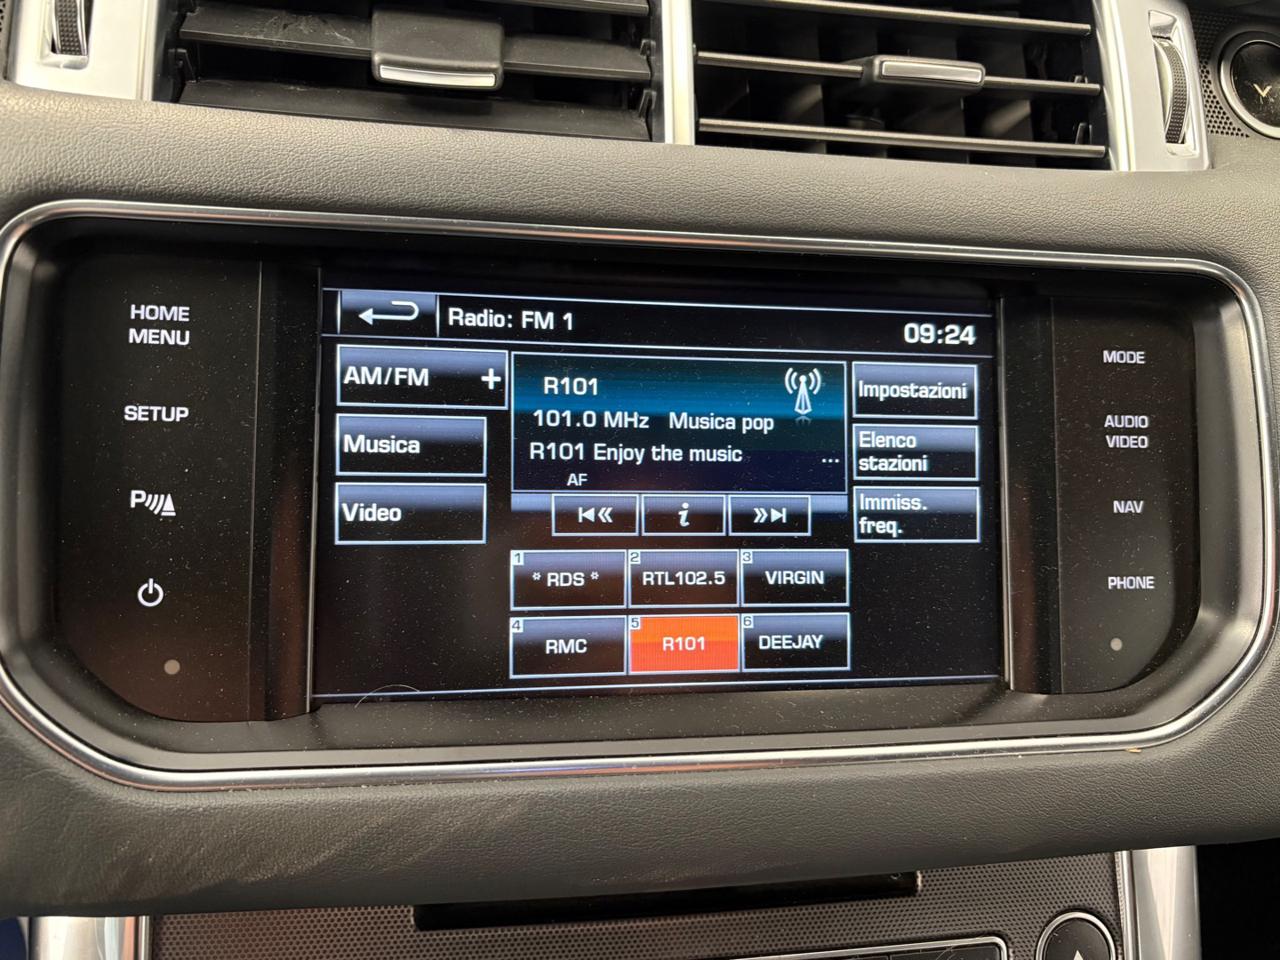 HOME
MENU
SETUP
P
Radio: FM 1
09:24
AM/FM +
Musica
Video
R101
101.0 MHz Musica pop
R101 Enjoy the music ...
AF
i
Impostazioni
Elenco
stazioni
Immiss.
freq.
1 * RDS *
2 RTL102.5
3 VIRGIN
4 RMC
5 R101
6 DEEJAY
MODE
AUDIO
VIDEO
NAV
PHONE